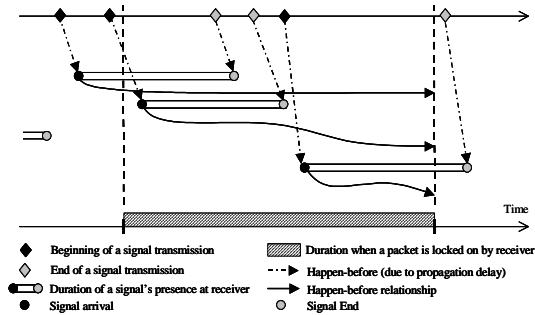 Time
Beginning of a signal transmission
Duration when a packet is locked on by receiver
End of a signal transmission
Happen-before (due to propagation delay)
Duration of a signal's presence at receiver
Happen-before relationship
Signal arrival
Signal End